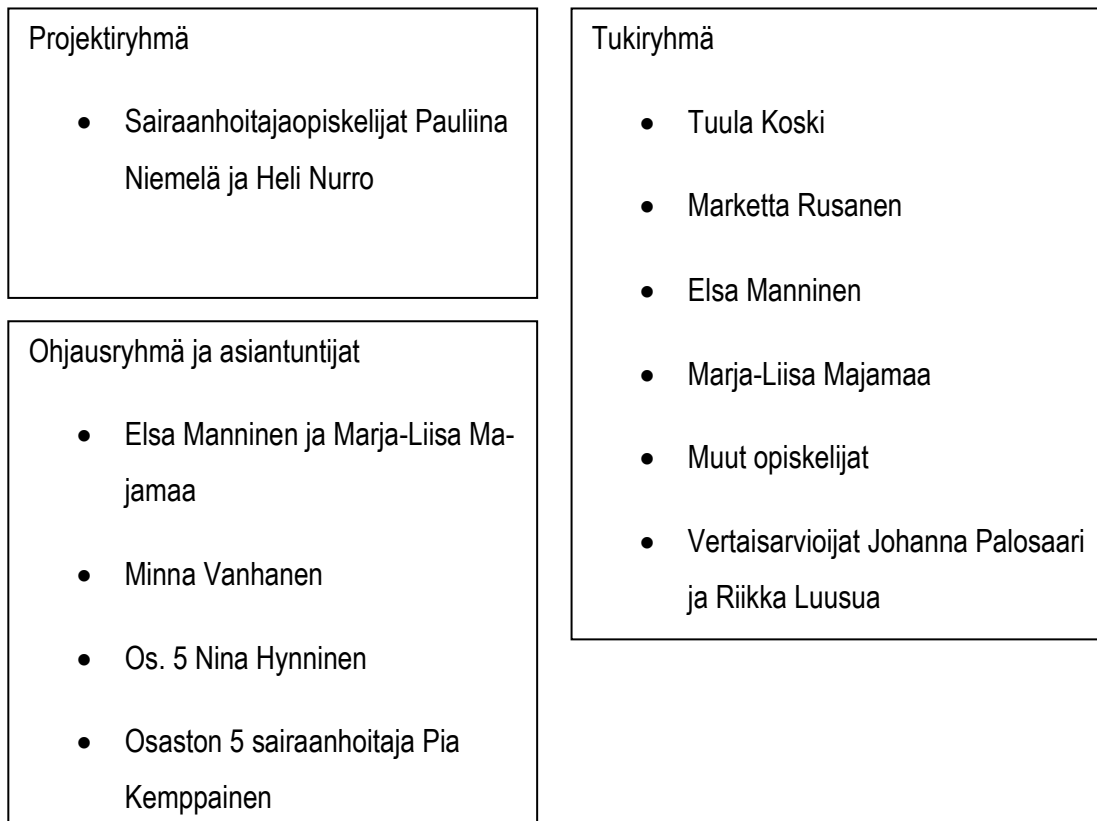 Projektiryhmä
• Sairaanhoitajaopiskelijat Pauliina
Niemelä ja Heli Nurro
Ohjausryhmä ja asiantuntijat
• Elsa Manninen ja Marja-Liisa Ma-
jamaa
• Minna Vanhanen
• Os. 5 Nina Hynninen
• Osaston 5 sairaanhoitaja Pia
Kemppainen
Tukiryhmä
• Tuula Koski
• Marketta Rusanen
• Elsa Manninen
• Marja-Liisa Majamaa
• Muut opiskelijat
• Vertaisarvioijat Johanna Palosaari
ja Riikka Luusua